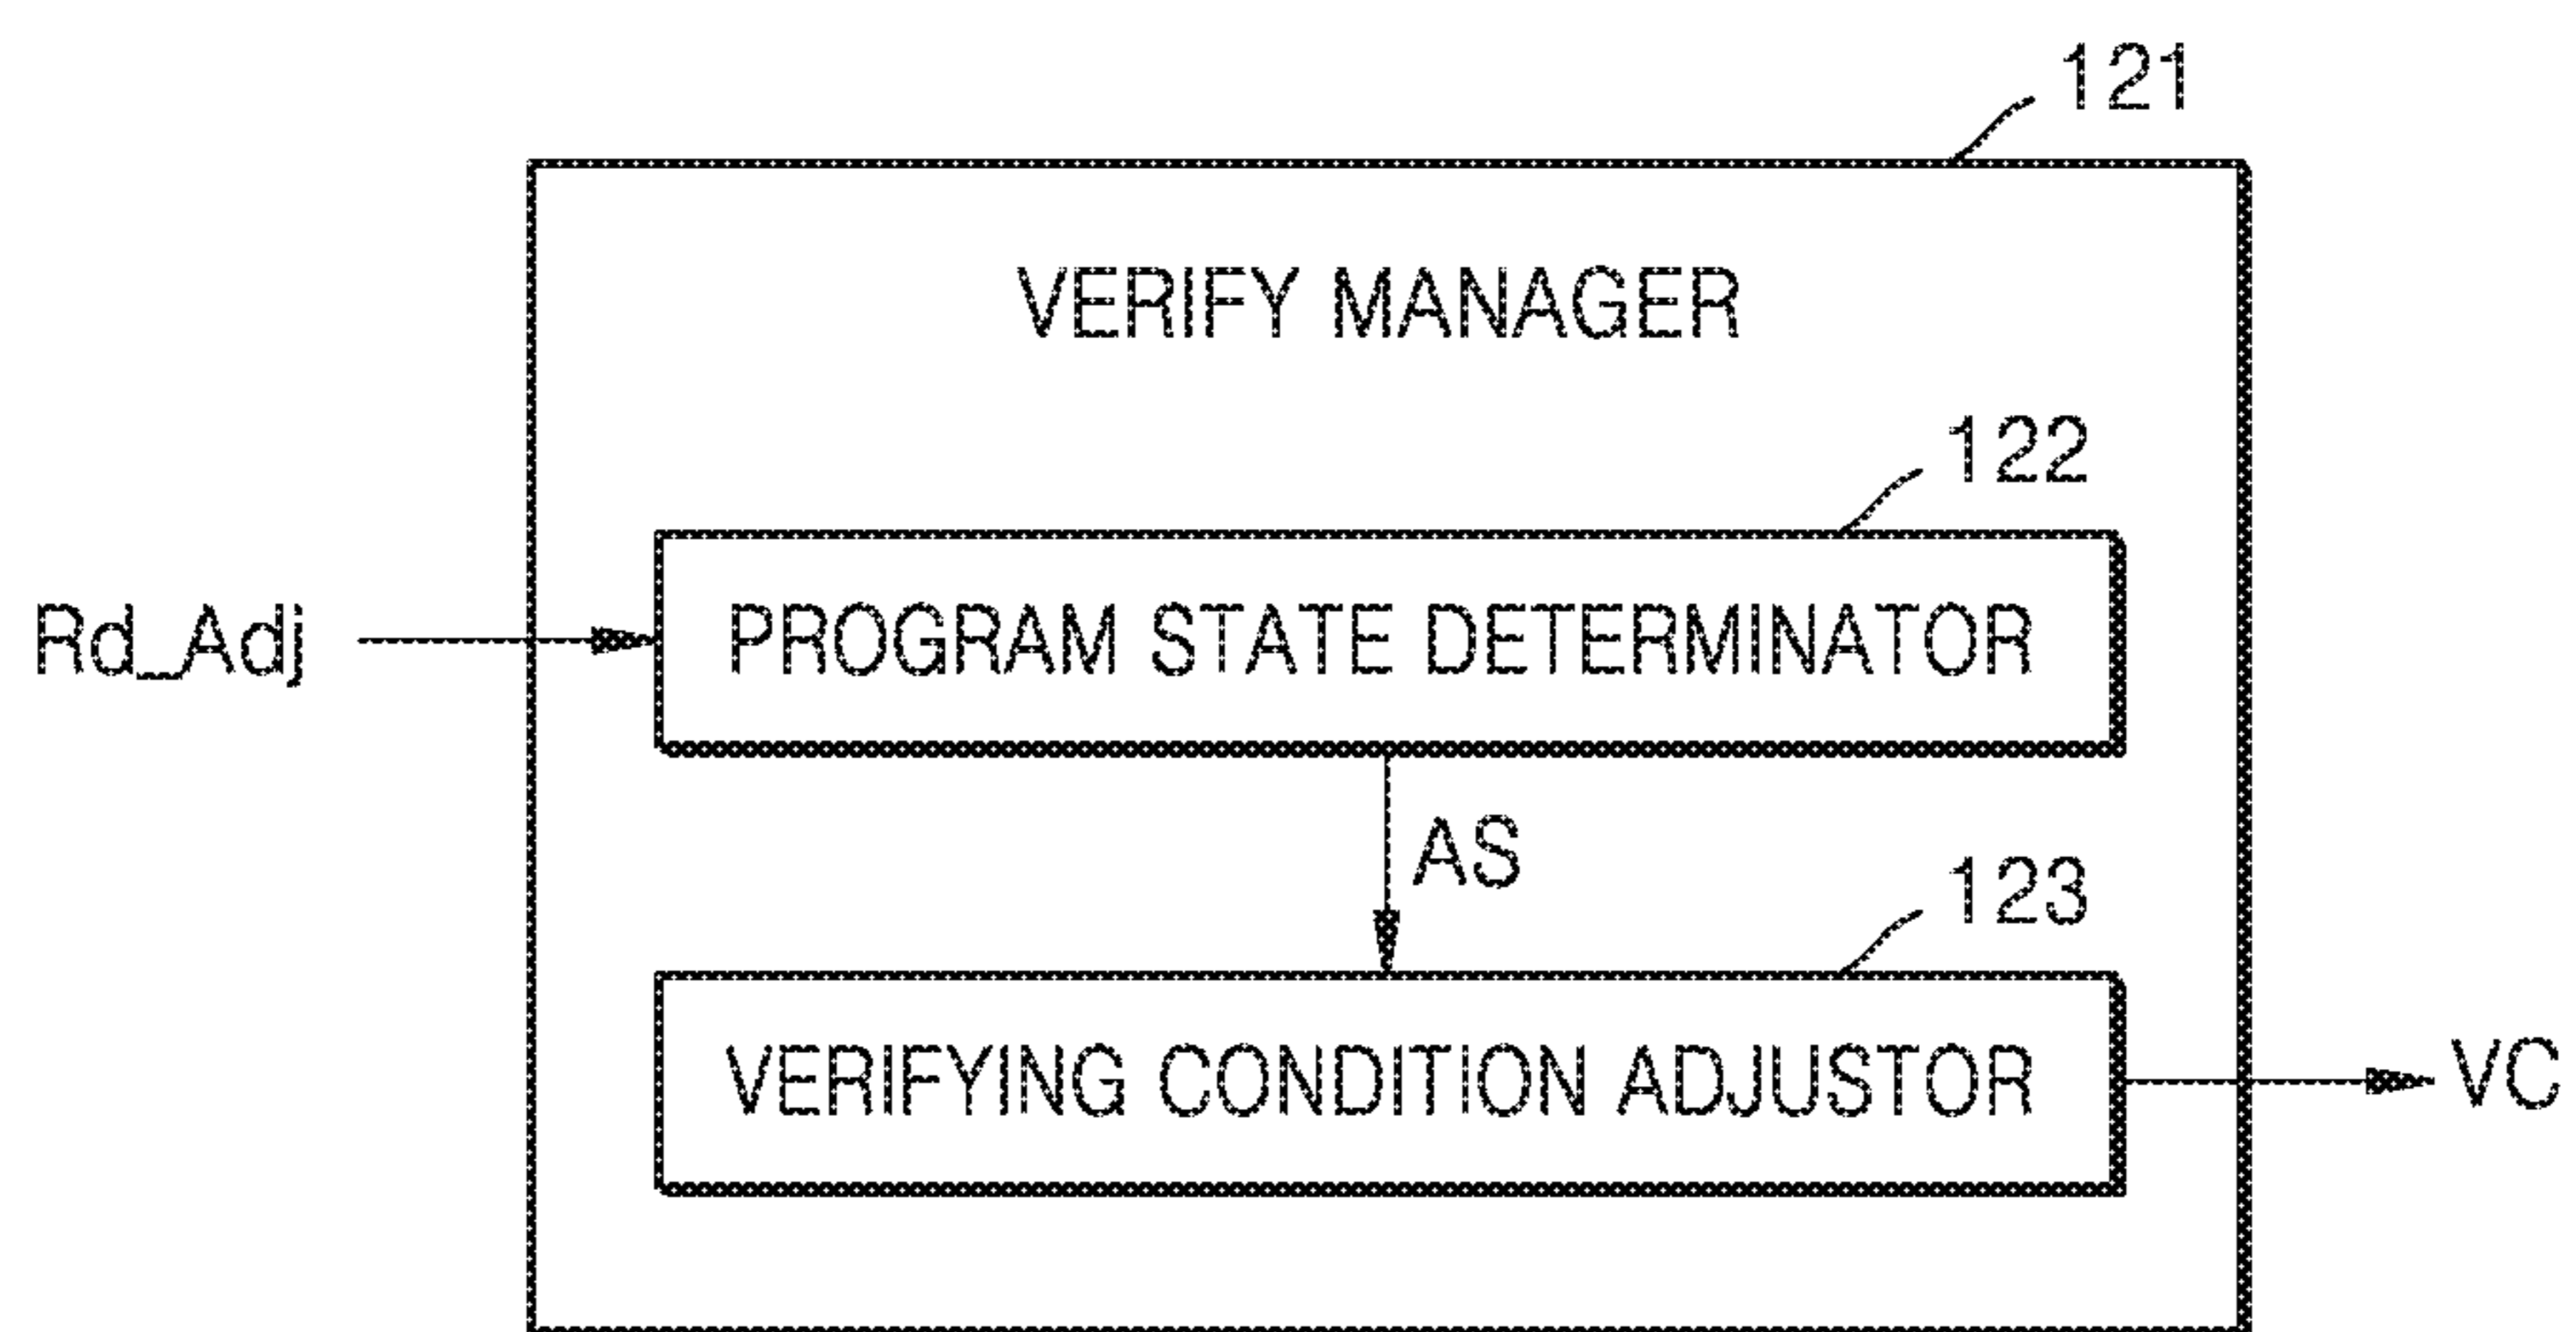 121
VERIFY MANAGER
122
Rd_Adj
PROGRAM STATE DETERMINATOR
AS
123
VERIFYING CONDITION ADJUSTOR
VC